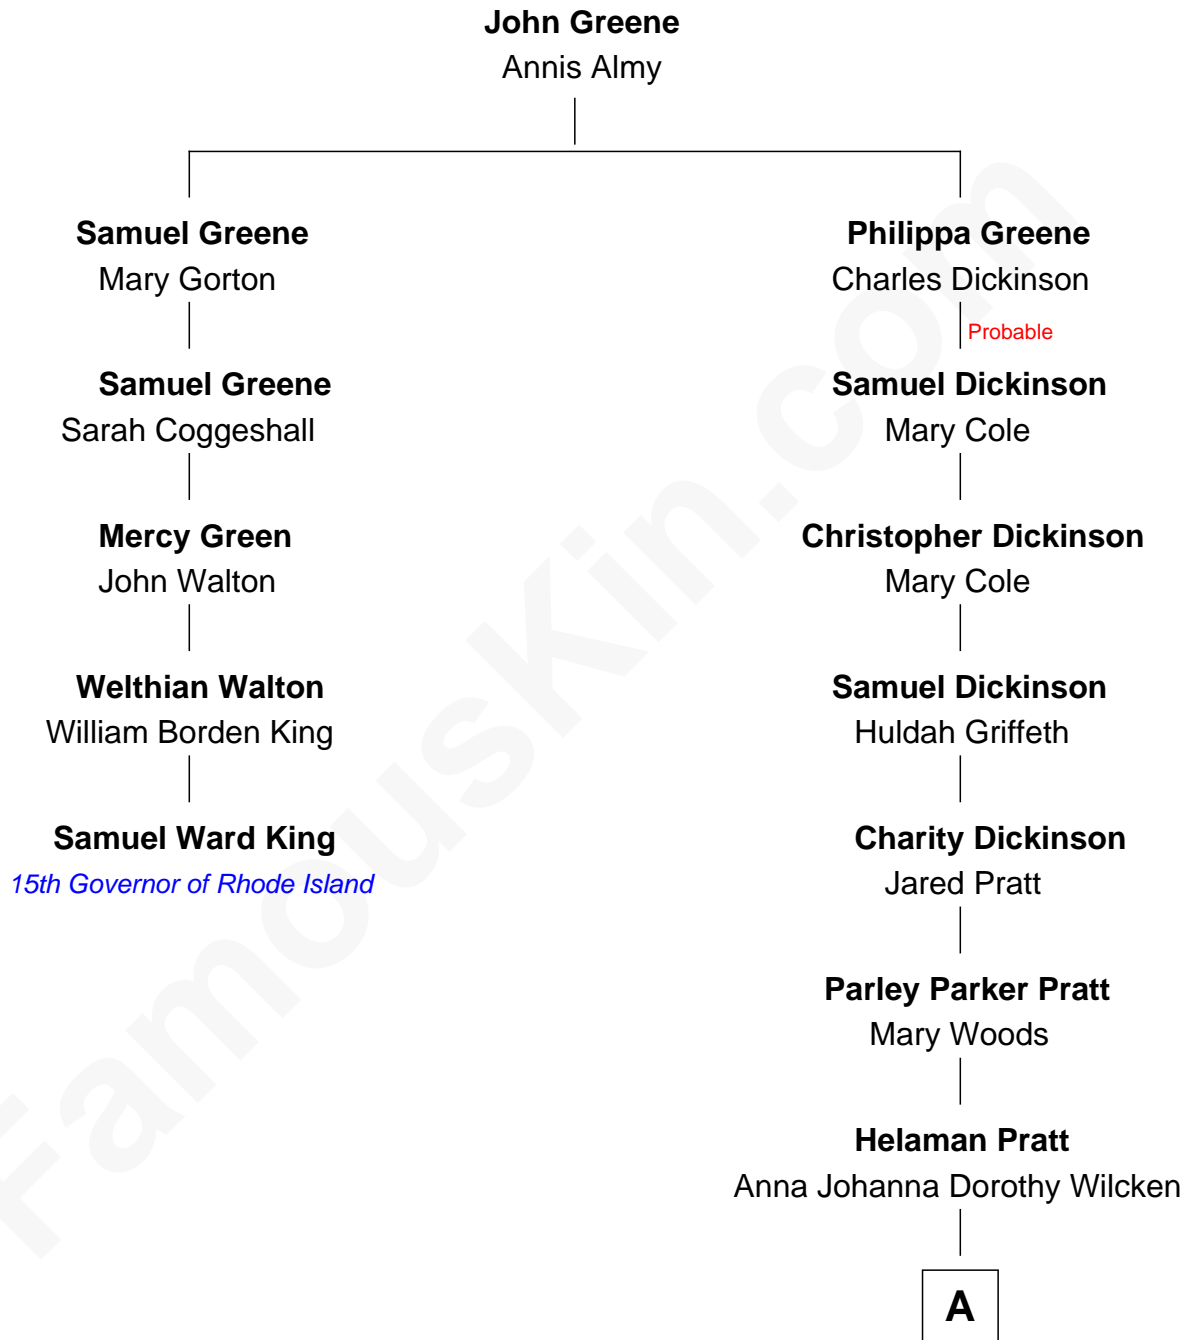 John Greene
Annis Almy
Samuel Greene
Mary Gorton
Samuel Greene
Sarah Coggeshall
Mercy Green
John Walton
Welthian Walton
William Borden King
Samuel Ward King
15th Governor of Rhode Island
Philippa Greene
Charles Dickinson
Probable
Samuel Dickinson
Mary Cole
Christopher Dickinson
Mary Cole
Samuel Dickinson
Huldah Griffeth
Charity Dickinson
Jared Pratt
Parley Parker Pratt
Mary Woods
Helaman Pratt
Anna Johanna Dorothy Wilcken
A
FamousKin.com